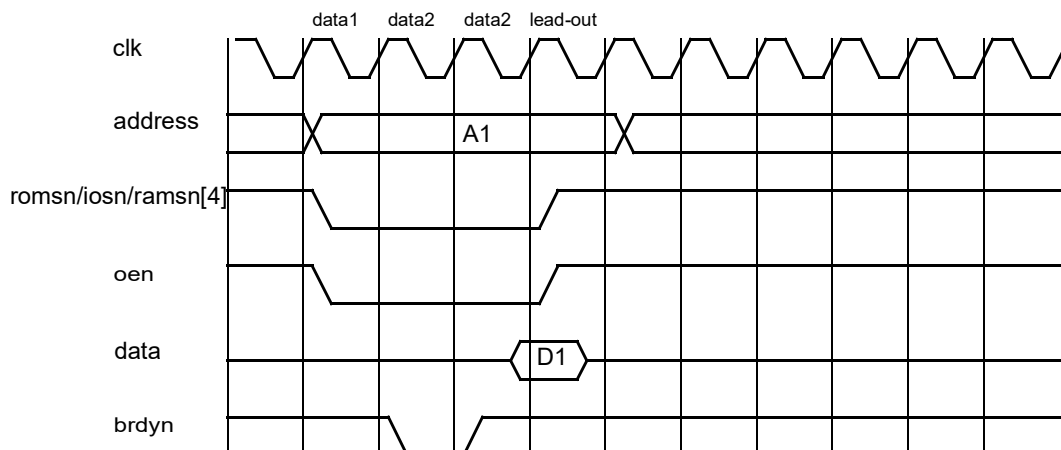 data1 data2 data2 lead-out
clk
address
A1
romsn/iosn/ramsn[4]
oen
data
D1
brdyn